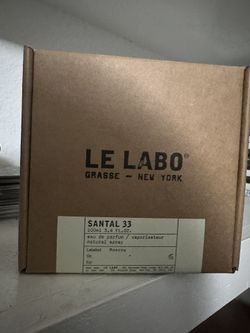 LE LABO®
GRASSE – NEW YORK
SANTAL 33
100ml 3.4 fl.oz.
eau de parfum / vaporisateur
natural spray